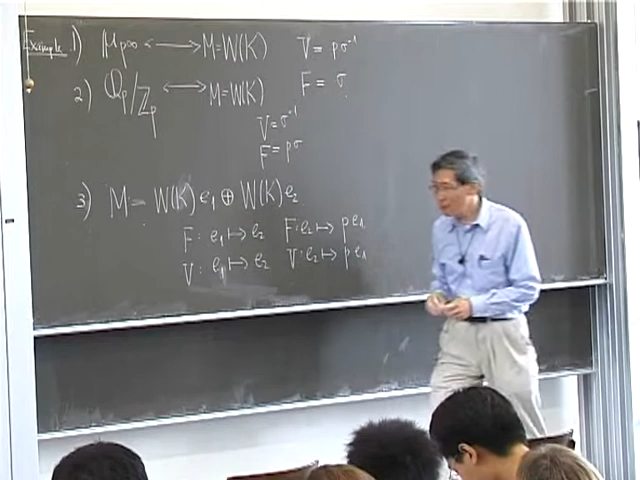 Example 1) μp∞ ⟷ M=W(K) V = pσ⁻¹
F = σ
2) Qp/Zp ⟷ M=W(K)
V=σ⁻¹
F=pσ
3) M = W(K)e₁ ⊕ W(K)e₂
F: e₁ ↦ e₂ F:e₂ ↦ pe₁
V: e₁ ↦ e₂ V:e₂ ↦ pe₁